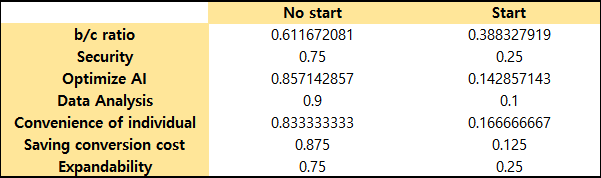 No start Start
b/c ratio 0.611672081 0.388327919
Security 0.75 0.25
Optimize AI 0.857142857 0.142857143
Data Analysis 0.9 0.1
Convenience of individual 0.833333333 0.166666667
Saving conversion cost 0.875 0.125
Expandability 0.75 0.25